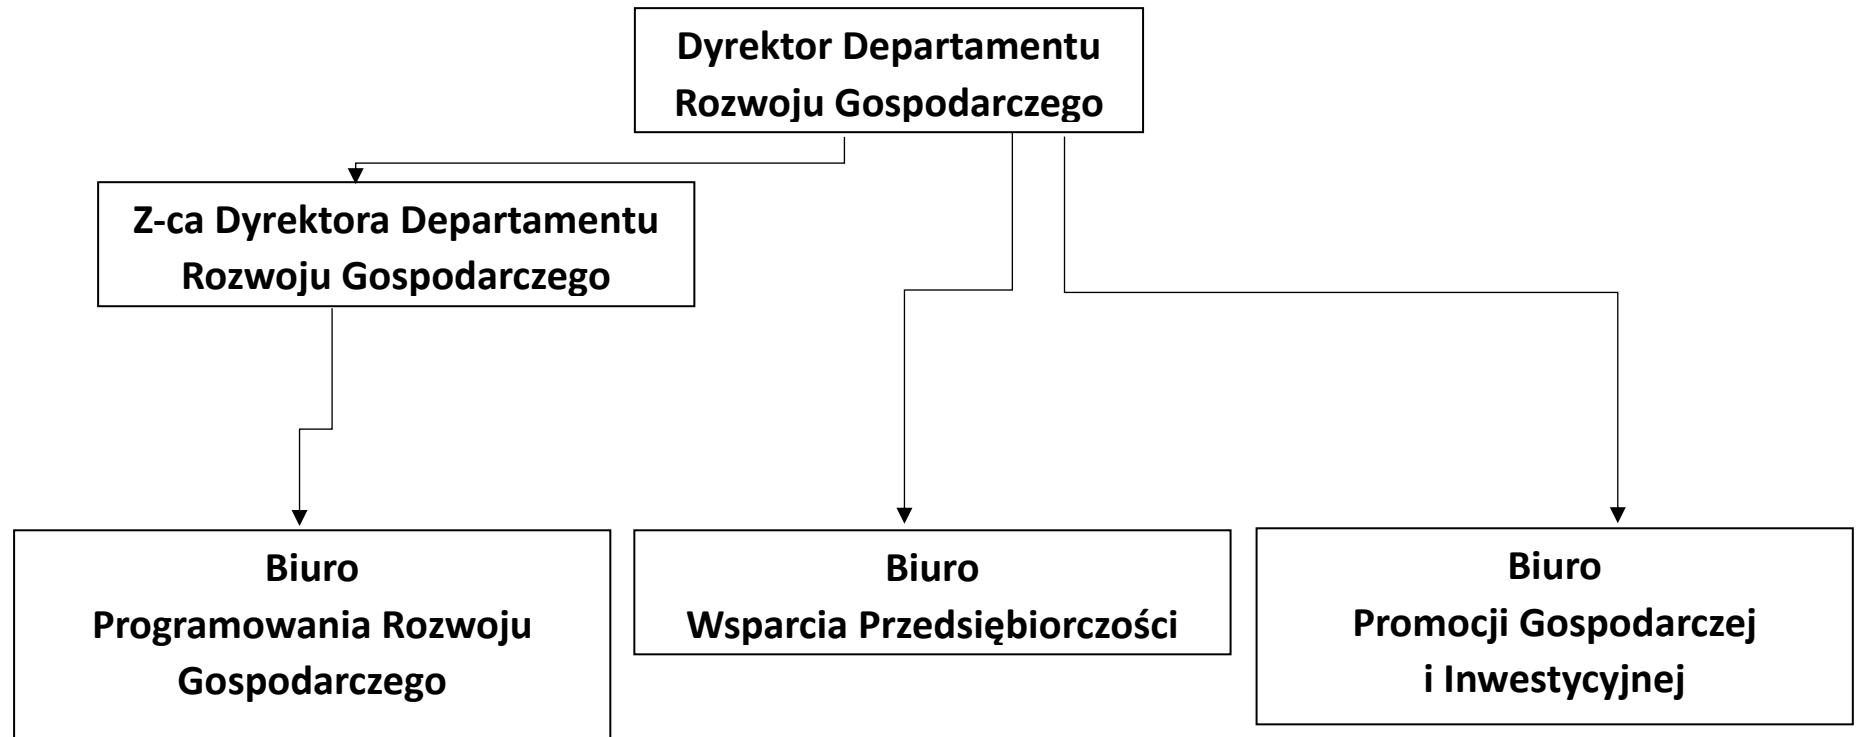 Dyrektor Departamentu
Rozwoju Gospodarczego
Z-ca Dyrektora Departamentu
Rozwoju Gospodarczego
Biuro
Programowania Rozwoju
Gospodarczego
Biuro
Wsparcia Przedsiębiorczości
Biuro
Promocji Gospodarczej
i Inwestycyjnej